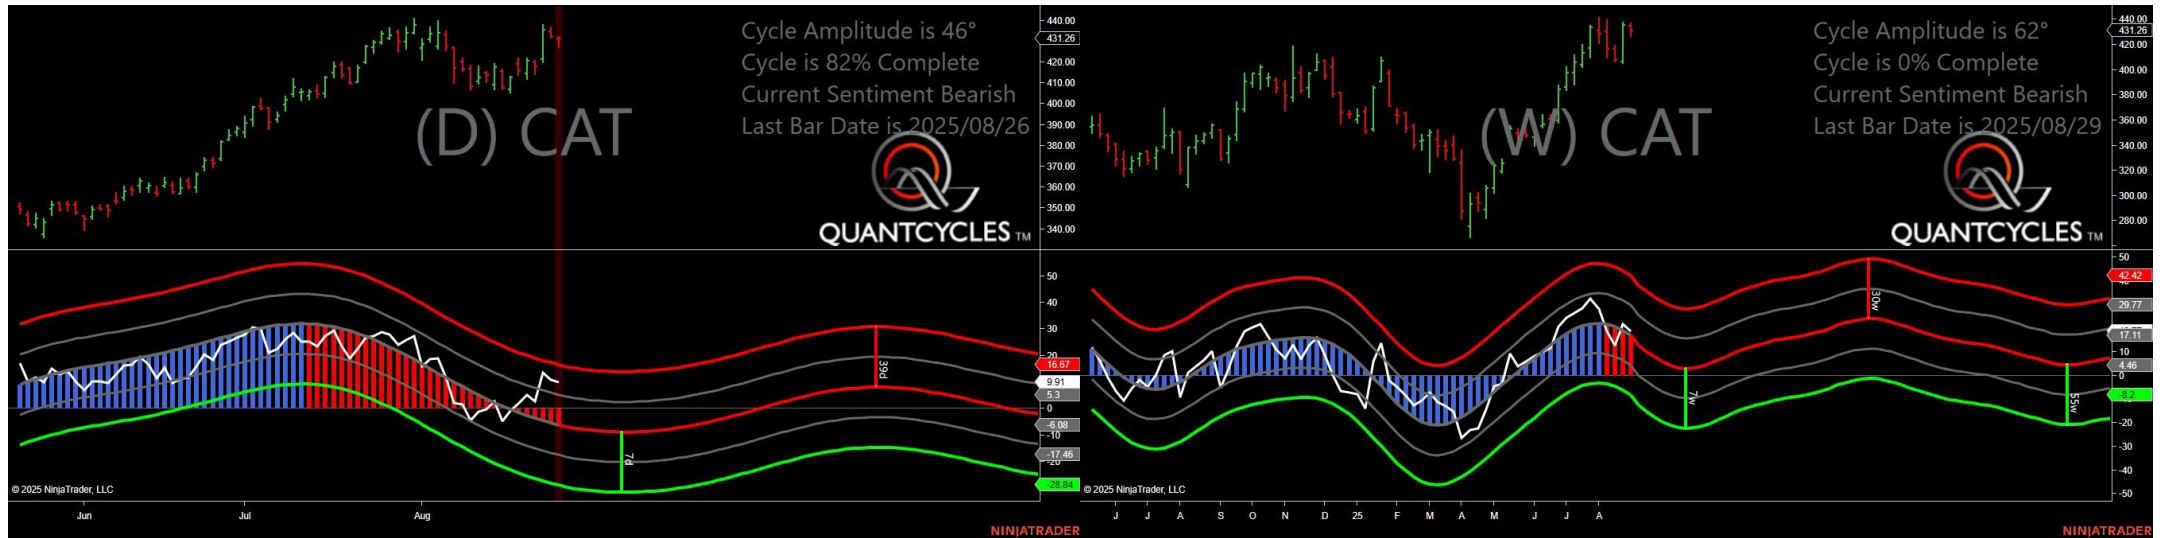 Cycle Amplitude is 46°
Cycle is 82% Complete
Current Sentiment Bearish
Last Bar Date is 2025/08/26
(D) CAT
QUANTCYCLES TM
440.00
431.26
420.00
410.00
400.00
390.00
380.00
370.00
360.00
350.00
340.00
50
40
30
20
16.67
9.91
5.3
0
-6.08
-10
-17.46
-28.84
39d
7d
© 2025 NinjaTrader, LLC
Jun Jul Aug
NINJATRADER
Cycle Amplitude is 62°
Cycle is 0% Complete
Current Sentiment Bearish
Last Bar Date is 2025/08/29
(W) CAT
QUANTCYCLES TM
440.00
431.26
420.00
400.00
380.00
360.00
340.00
320.00
300.00
280.00
50
42.42
29.77
17.11
10
4.46
0
-8.2
-20
-30
-40
-50
30w
7w
55w
© 2025 NinjaTrader, LLC
J J A S O N D 25 F M A M J J A
NINJATRADER